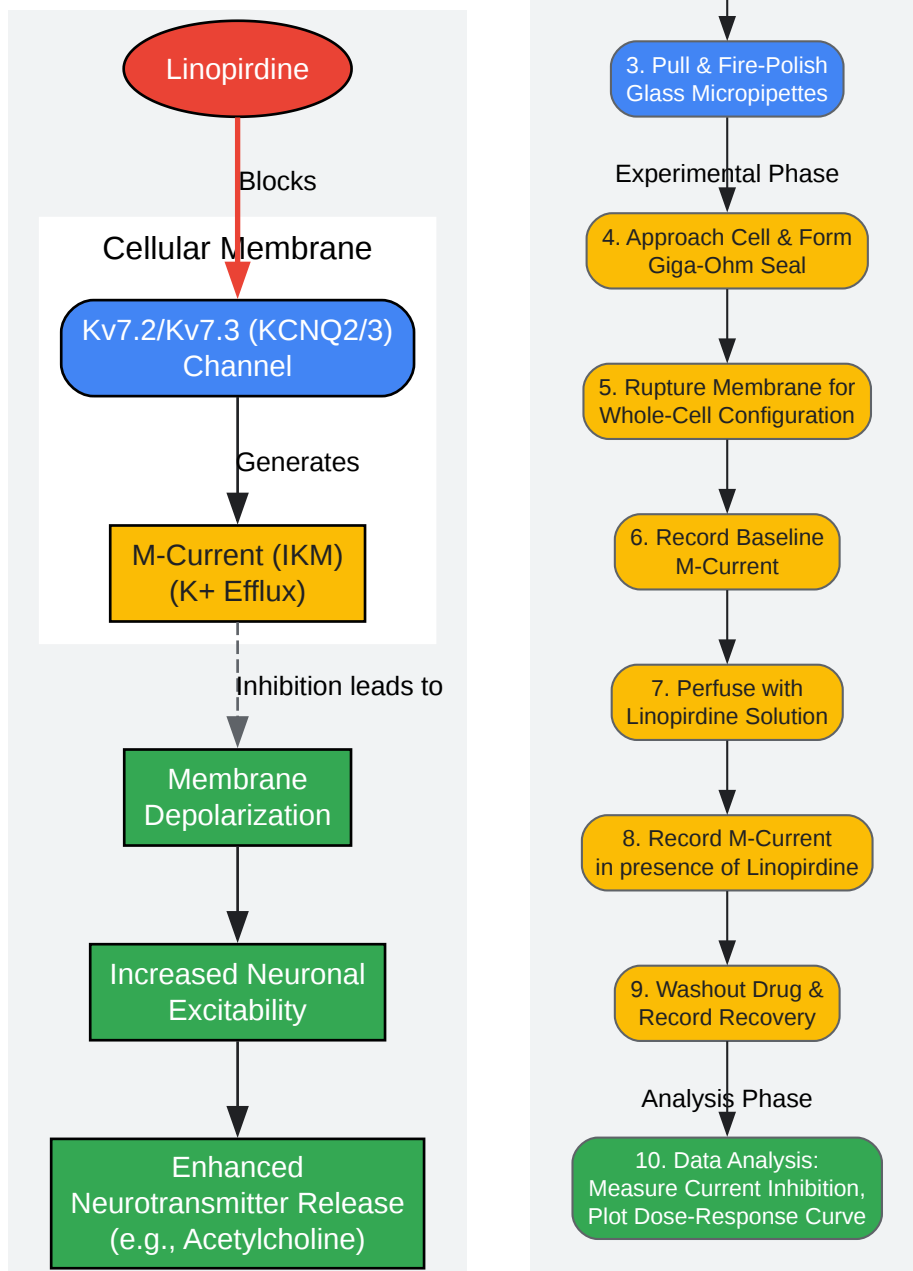 Linopirdine
Blocks
Cellular Membrane
Kv7.2/Kv7.3 (KCNQ2/3)
Channel
Generates
M-Current (IKM)
(K+ Efflux)
Inhibition leads to
Membrane
Depolarization
Increased Neuronal
Excitability
Enhanced
Neurotransmitter Release
(e.g., Acetylcholine)
3. Pull & Fire-Polish
Glass Micropipettes
Experimental Phase
4. Approach Cell & Form
Giga-Ohm Seal
5. Rupture Membrane for
Whole-Cell Configuration
6. Record Baseline
M-Current
7. Perfuse with
Linopirdine Solution
8. Record M-Current
in presence of Linopirdine
9. Washout Drug &
Record Recovery
Analysis Phase
10. Data Analysis:
Measure Current Inhibition,
Plot Dose-Response Curve